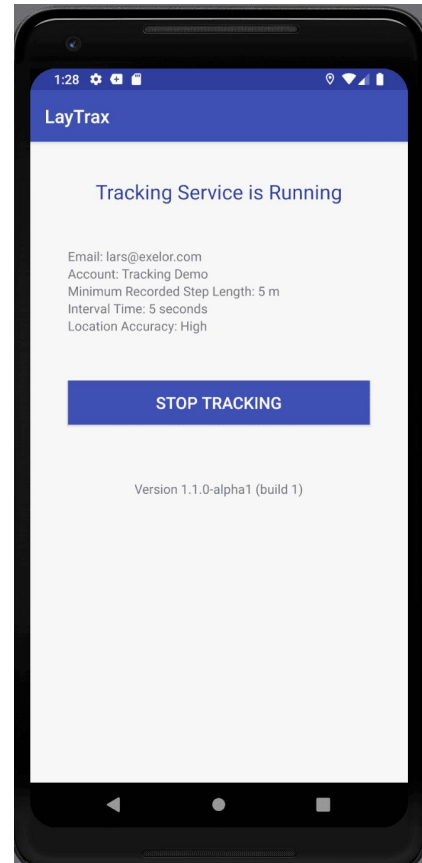 1:28
LayTrax
Tracking Service is Running
Email: lars@exelor.com
Account: Tracking Demo
Minimum Recorded Step Length: 5 m
Interval Time: 5 seconds
Location Accuracy: High
STOP TRACKING
Version 1.1.0-alpha1 (build 1)